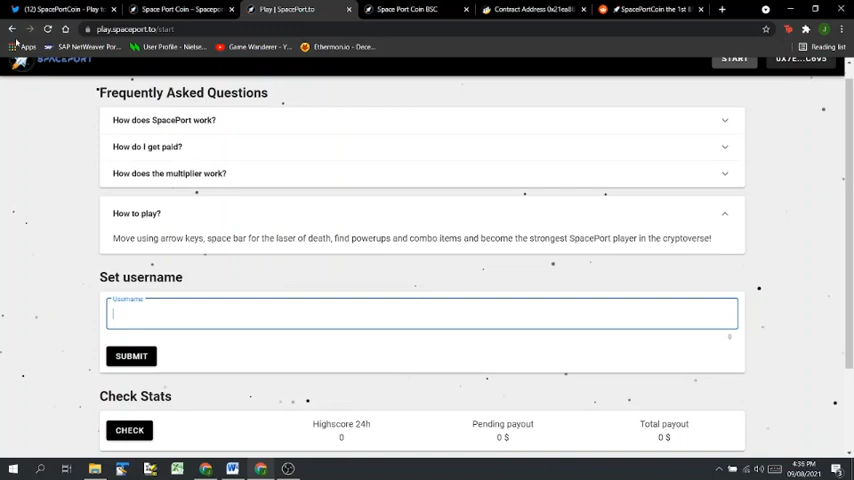 (12) SpacePortCoin - Play to
Space Port Coin – Spacepo
Play | SpacePort.to
Space Port Coin BSC
Contract Address 0x21ea8
SpacePortCoin the 1st B
play.spaceport.to/start
Apps
SAP NetWeaver Por...
User Profile - Nielse...
Game Wanderer - Y...
Ethermon.io - Dece...
Reading list
SPACEPORT
START
0X7E...C6V5
Frequently Asked Questions
How does SpacePort work?
How do I get paid?
How does the multiplier work?
How to play?
Move using arrow keys, space bar for the laser of death, find powerups and combo items and become the strongest SpacePort player in the cryptoverse!
Set username
Username
0
SUBMIT
Check Stats
CHECK
Highscore 24h
0
Pending payout
0 $
Total payout
0 $
4:35 PM
09/08/2021